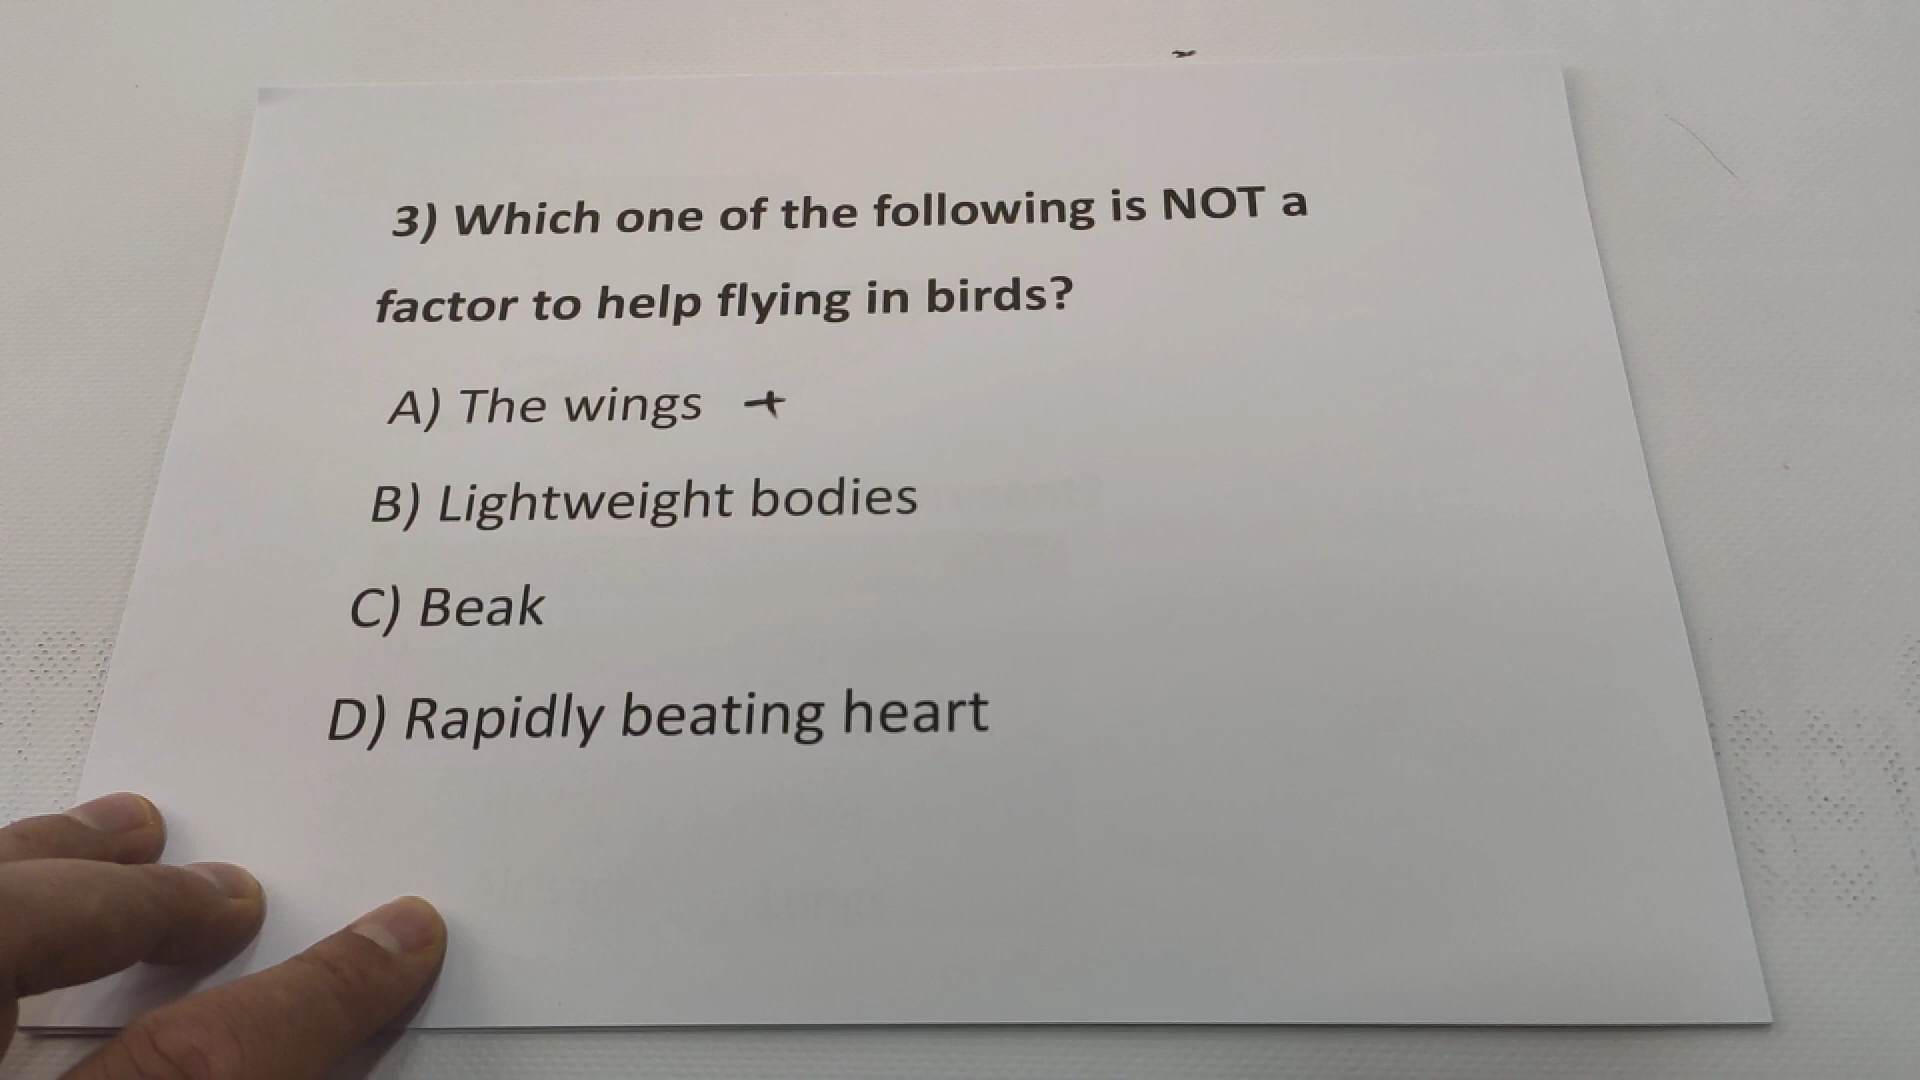 3) Which one of the following is NOT a
factor to help flying in birds?
A) The wings +
B) Lightweight bodies
C) Beak
D) Rapidly beating heart